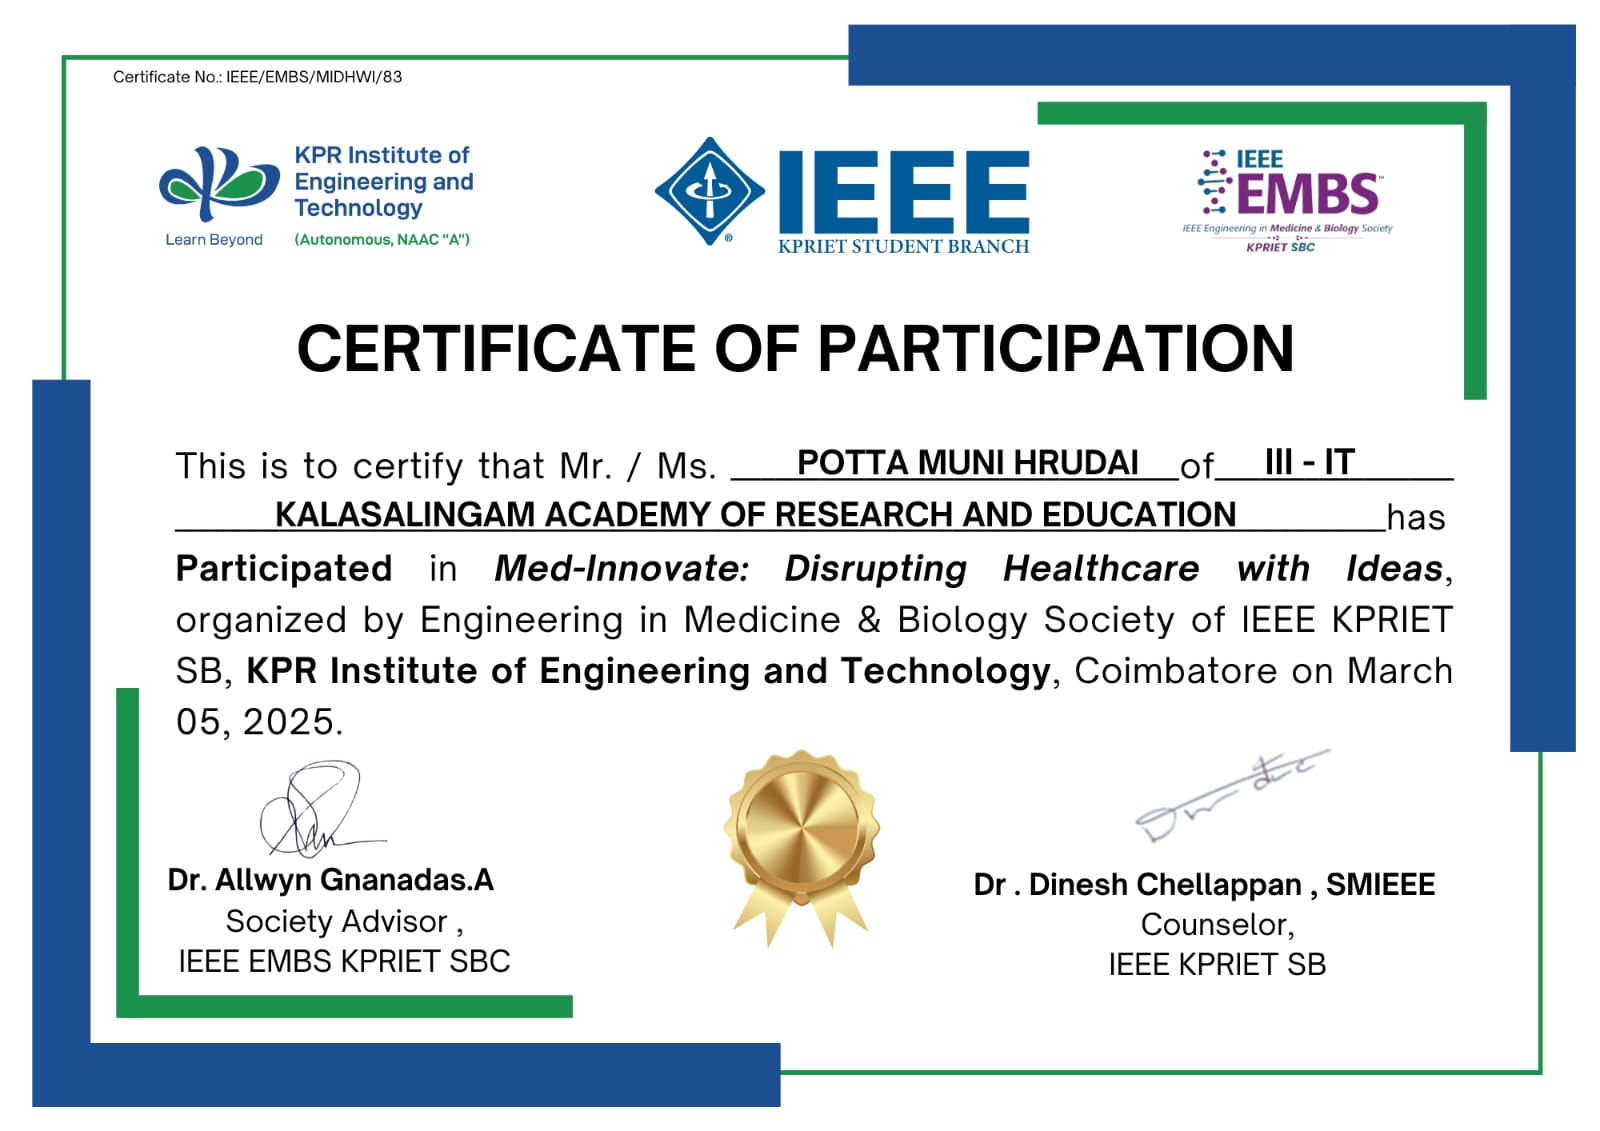 Certificate No.: IEEE/EMBS/MIDHWI/83
KPR Institute of
Engineering and
Technology
Learn Beyond
(Autonomous, NAAC "A")
IEEE
KPRIET STUDENT BRANCH
IEEE
EMBS™
IEEE Engineering in Medicine & Biology Society
KPRIET SBC
CERTIFICATE OF PARTICIPATION
This is to certify that Mr. / Ms. POTTA MUNI HRUDAI of III - IT
KALASALINGAM ACADEMY OF RESEARCH AND EDUCATION has
Participated in Med-Innovate: Disrupting Healthcare with Ideas,
organized by Engineering in Medicine & Biology Society of IEEE KPRIET
SB, KPR Institute of Engineering and Technology, Coimbatore on March
05, 2025.
Dr. Allwyn Gnanadas.A
Society Advisor ,
IEEE EMBS KPRIET SBC
Dr . Dinesh Chellappan , SMIEEE
Counselor,
IEEE KPRIET SB